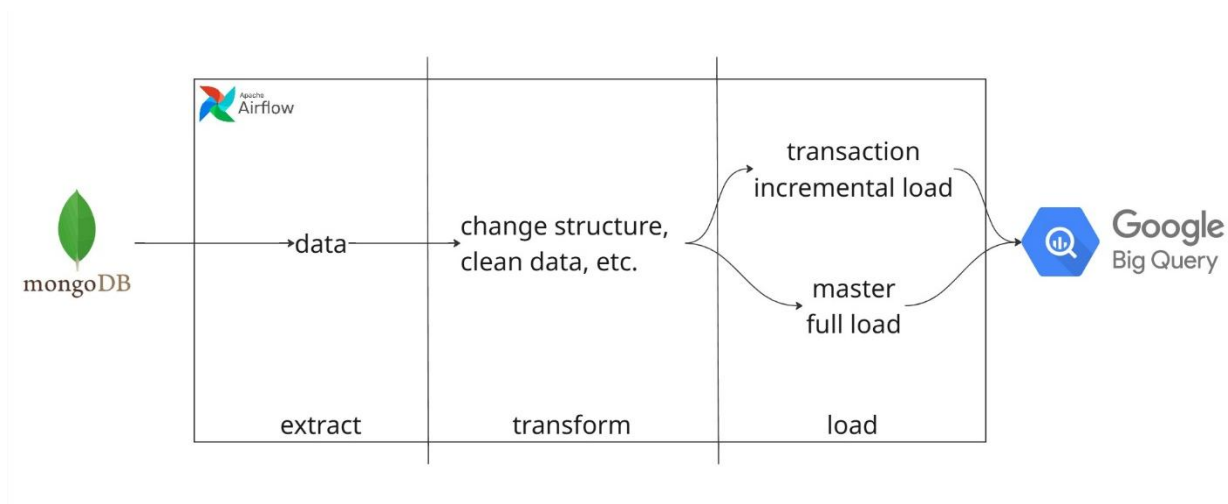 Apache
Airflow
mongoDB
data
change structure,
clean data, etc.
transaction
incremental load
master
full load
Google
Big Query
extract
transform
load